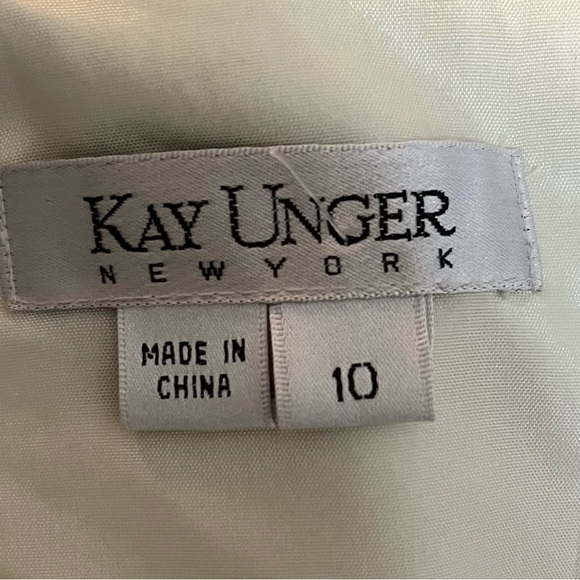 KAY UNGER
NEW YORK
MADE IN
CHINA
10